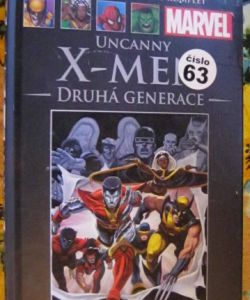 MARVEL
UNCANNY
X-MEN
číslo
63
DRUHÁ GENERACE